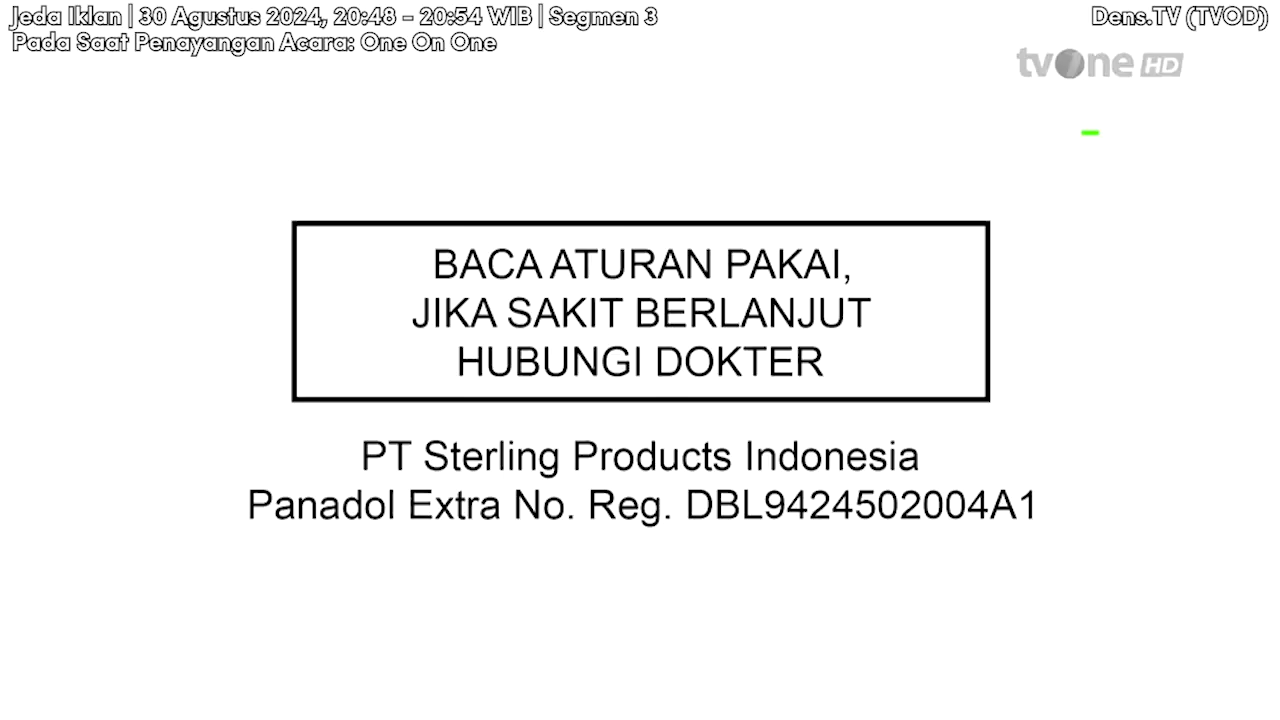 Jeda Iklan | 30 Agustus 2024, 20:48 – 20:54 WIB | Segmen 3
Dens.TV (TVOD)
Pada Saat Penayangan Acara: One On One
tvOne HD
BACA ATURAN PAKAI,
JIKA SAKIT BERLANJUT
HUBUNGI DOKTER
PT Sterling Products Indonesia
Panadol Extra No. Reg. DBL9424502004A1